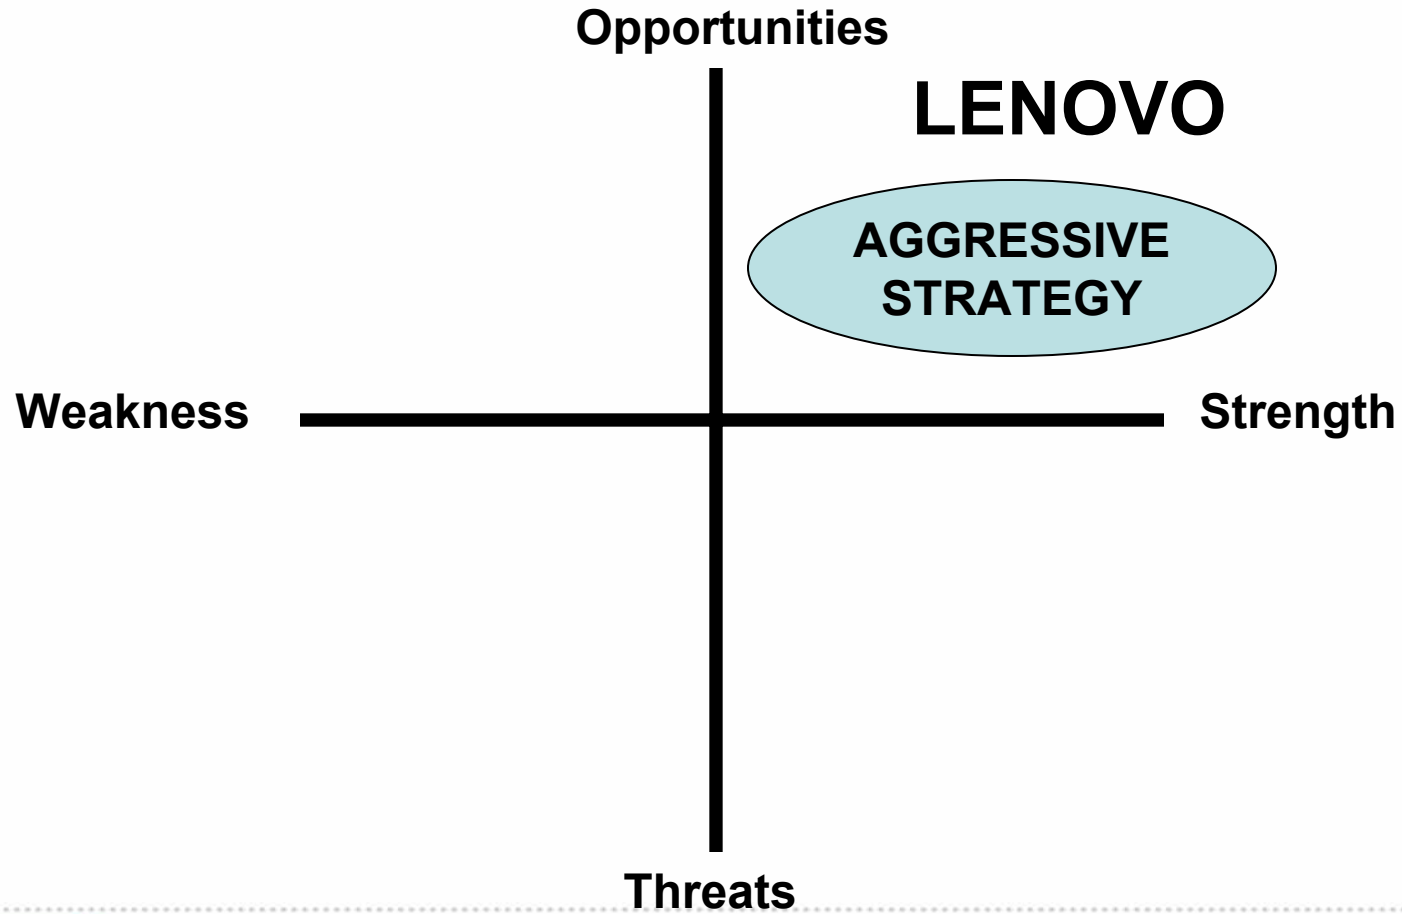 Opportunities
LENOVO
AGGRESSIVE
STRATEGY
Weakness
Strength
Threats